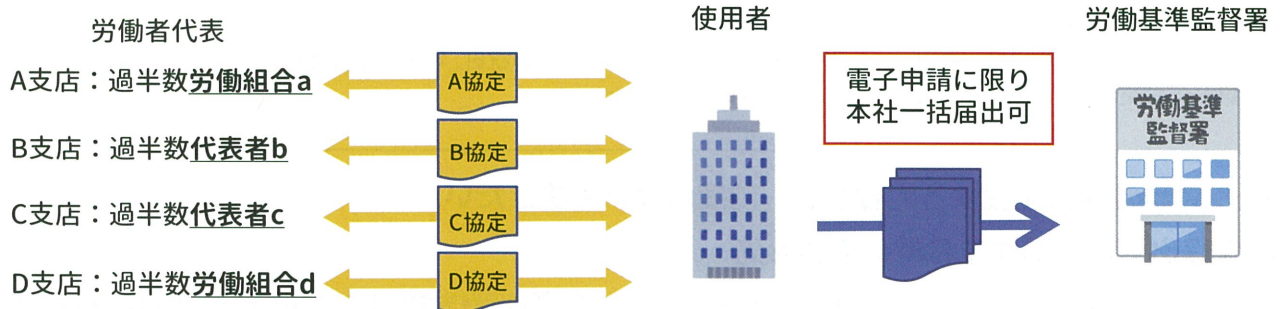 労働者代表
使用者
労働基準監督署
A支店：過半数労働組合a
A協定
電子申請に限り
本社一括届出可
労働基準
監督署
B支店：過半数代表者b
B協定
C支店：過半数代表者c
C協定
D支店：過半数労働組合d
D協定